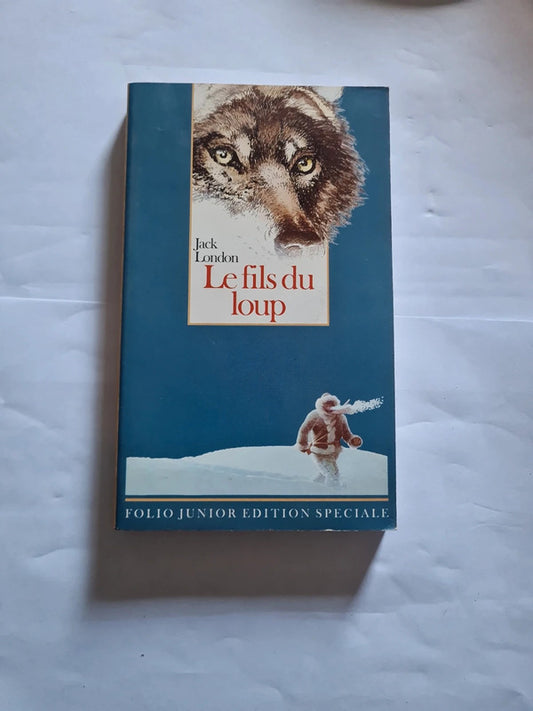 Jack
London
Le fils du
loup
FOLIO JUNIOR EDITION SPECIALE